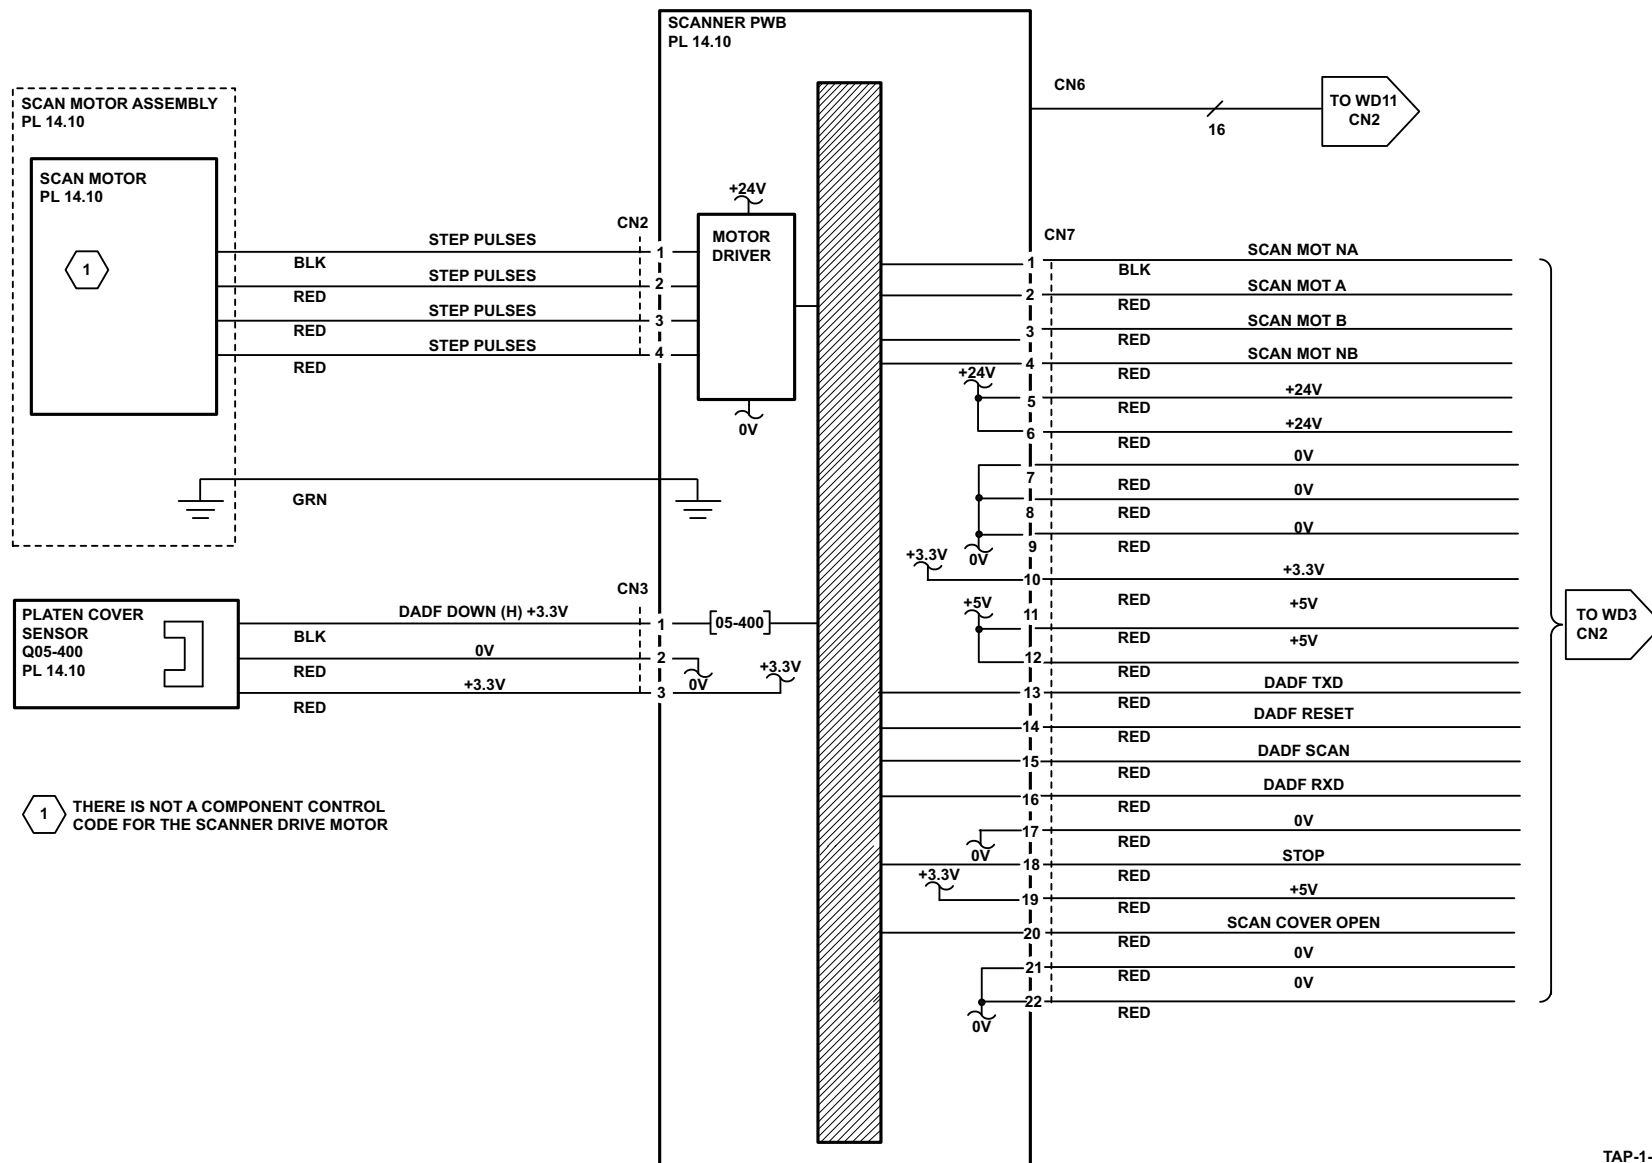 SCANNER PWB
PL 14.10
SCAN MOTOR ASSEMBLY
PL 14.10
SCAN MOTOR
PL 14.10
1
STEP PULSES
BLK
STEP PULSES
RED
STEP PULSES
RED
STEP PULSES
RED
CN2
1
2
3
4
+24V
MOTOR
DRIVER
0V
GRN
PLATEN COVER
SENSOR
Q05-400
PL 14.10
DADF DOWN (H) +3.3V
BLK
0V
RED
+3.3V
RED
CN3
1
2
3
05-400
0V
+3.3V
1
THERE IS NOT A COMPONENT CONTROL
CODE FOR THE SCANNER DRIVE MOTOR
CN6
16
TO WD11
CN2
CN7
1 BLK SCAN MOT NA
2 RED SCAN MOT A
3 RED SCAN MOT B
4 RED SCAN MOT NB
+24V
5 RED +24V
6 RED +24V
7 RED 0V
8 RED 0V
9 RED 0V
0V
+3.3V
10 RED +3.3V
+5V
11 RED +5V
12 RED +5V
13 RED DADF TXD
14 RED DADF RESET
15 RED DADF SCAN
16 RED DADF RXD
17 RED 0V
0V
18 RED STOP
+3.3V
19 RED +5V
20 RED SCAN COVER OPEN
21 RED 0V
22 RED 0V
0V
TO WD3
CN2
TAP-1-